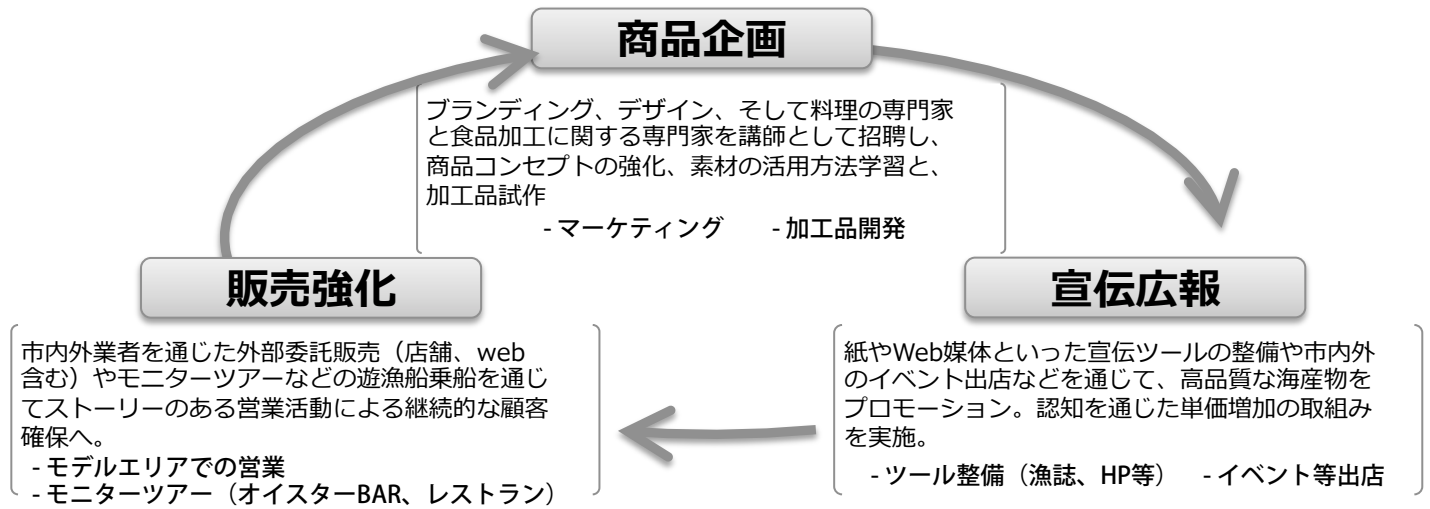 商品企画
ブランディング、デザイン、そして料理の専門家
と食品加工に関する専門家を講師として招聘し、
商品コンセプトの強化、素材の活用方法学習と、
加工品試作
- マーケティング　　- 加工品開発
販売強化
市内外業者を通じた外部委託販売（店舗、web
含む）やモニターツアーなどの遊漁船乗船を通じ
てストーリーのある営業活動による継続的な顧客
確保へ。
- モデルエリアでの営業
- モニターツアー（オイスターBAR、レストラン）
宣伝広報
紙やWeb媒体といった宣伝ツールの整備や市内外
のイベント出店などを通じて、高品質な海産物を
プロモーション。認知を通じた単価増加の取組み
を実施。
- ツール整備（漁誌、HP等）　- イベント等出店